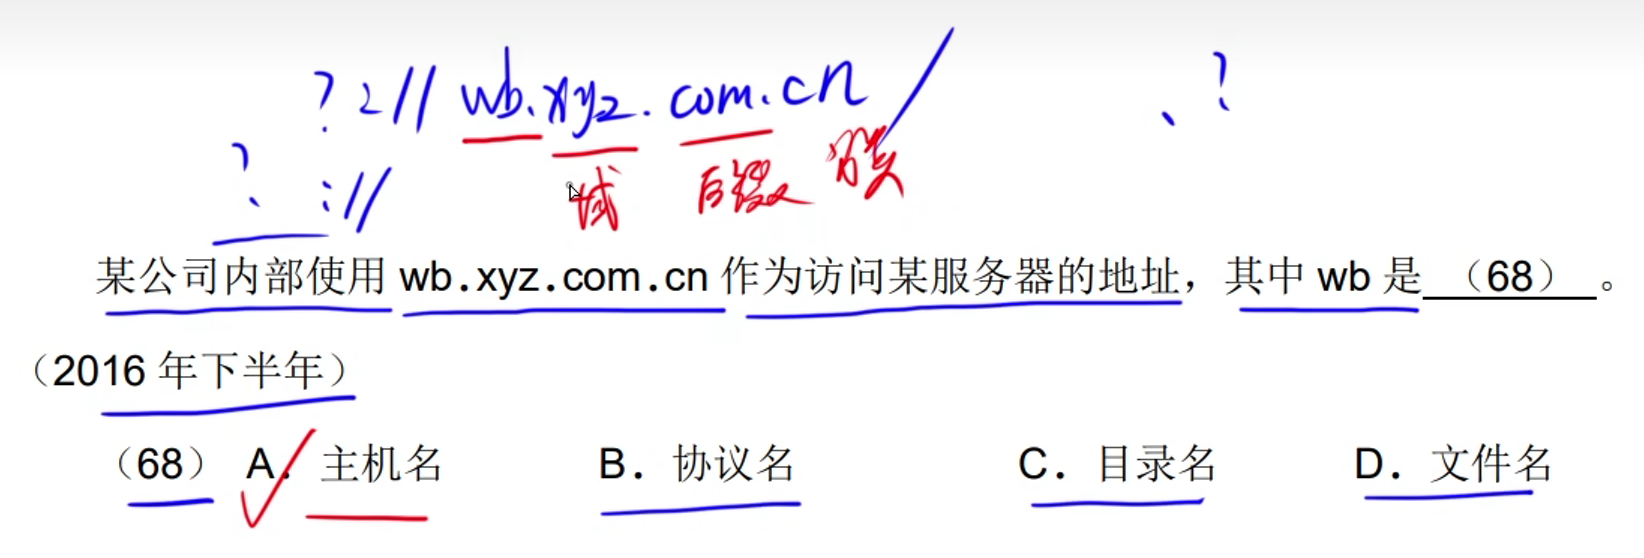 ?://wb.xyz.com.cn/ .?
?://
域 后缀
某公司内部使用 wb.xyz.com.cn 作为访问某服务器的地址，其中 wb 是 （68） 。
（2016 年下半年）
（68） A. 主机名 B. 协议名 C. 目录名 D. 文件名